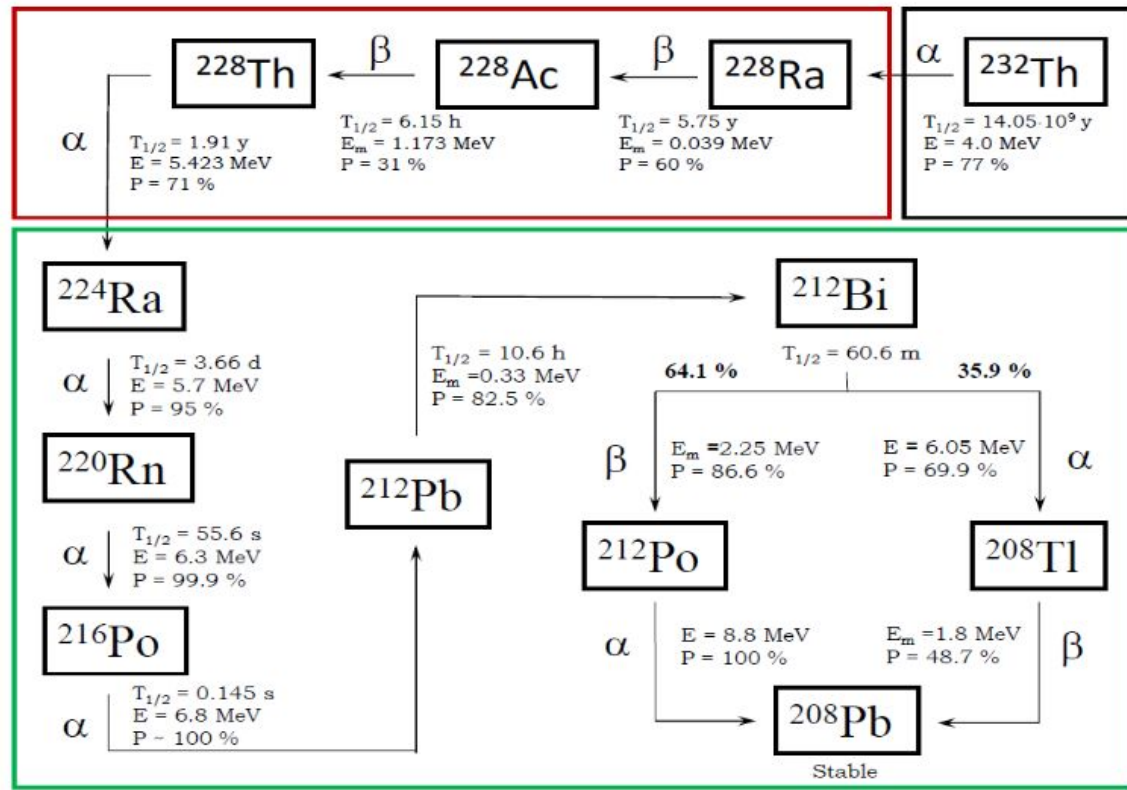 ²²⁸Th
β
²²⁸Ac
β
²²⁸Ra
α
²³²Th
α
T₁/₂ = 1.91 y
E = 5.423 MeV
P = 71 %
T₁/₂ = 6.15 h
Eₘ = 1.173 MeV
P = 31 %
T₁/₂ = 5.75 y
Eₘ = 0.039 MeV
P = 60 %
T₁/₂ = 14.05·10⁹ y
E = 4.0 MeV
P = 77 %
²²⁴Ra
α
T₁/₂ = 3.66 d
E = 5.7 MeV
P = 95 %
²²⁰Rn
α
T₁/₂ = 55.6 s
E = 6.3 MeV
P = 99.9 %
²¹⁶Po
α
T₁/₂ = 0.145 s
E = 6.8 MeV
P ~ 100 %
²¹²Pb
T₁/₂ = 10.6 h
Eₘ =0.33 MeV
P = 82.5 %
²¹²Bi
T₁/₂ = 60.6 m
64.1 %
35.9 %
β
Eₘ =2.25 MeV
P = 86.6 %
E = 6.05 MeV
P = 69.9 %
α
²¹²Po
²⁰⁸Tl
α
E = 8.8 MeV
P = 100 %
Eₘ =1.8 MeV
P = 48.7 %
β
²⁰⁸Pb
Stable